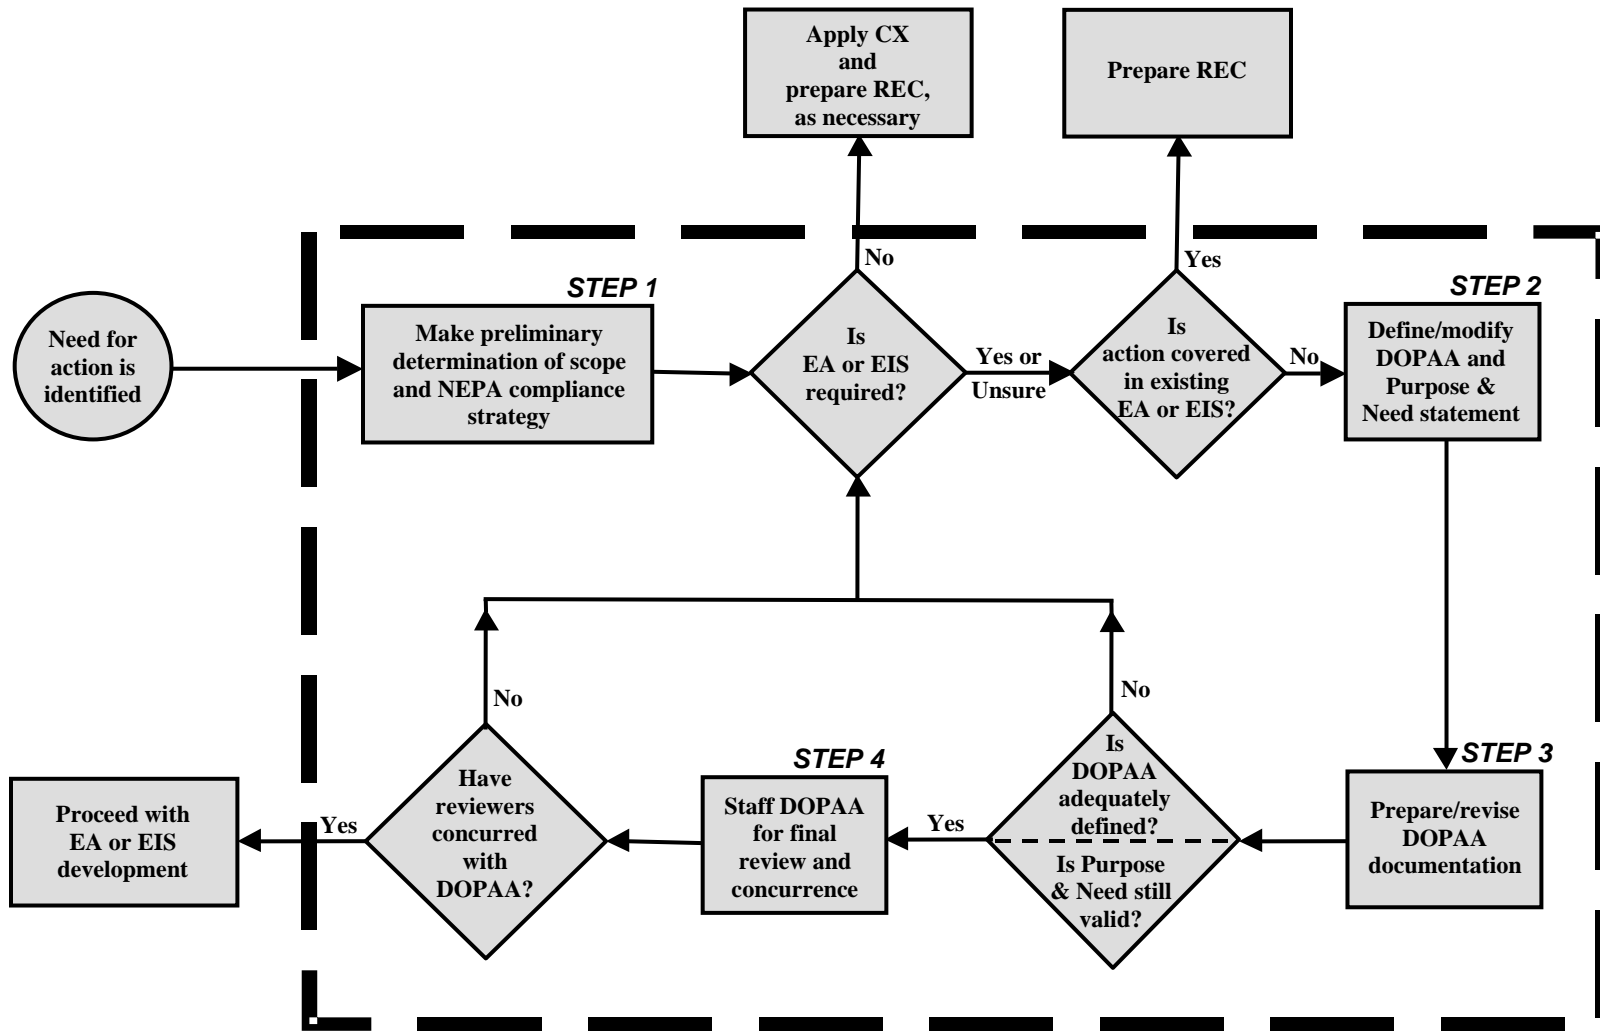 Apply CX
and
prepare REC,
as necessary
Prepare REC
No
Yes
STEP 1
STEP 2
Need for
action is
identified
Make preliminary
determination of scope
and NEPA compliance
strategy
Is
EA or EIS
required?
Yes or
Unsure
Is
action covered
in existing
EA or EIS?
No
Define/modify
DOPAA and
Purpose &
Need statement
No
No
STEP 3
STEP 4
Proceed with
EA or EIS
development
Yes
Have
reviewers
concurred
with
DOPAA?
Staff DOPAA
for final
review and
concurrence
Yes
Is
DOPAA
adequately
defined?
Is Purpose
& Need still
valid?
Prepare/revise
DOPAA
documentation